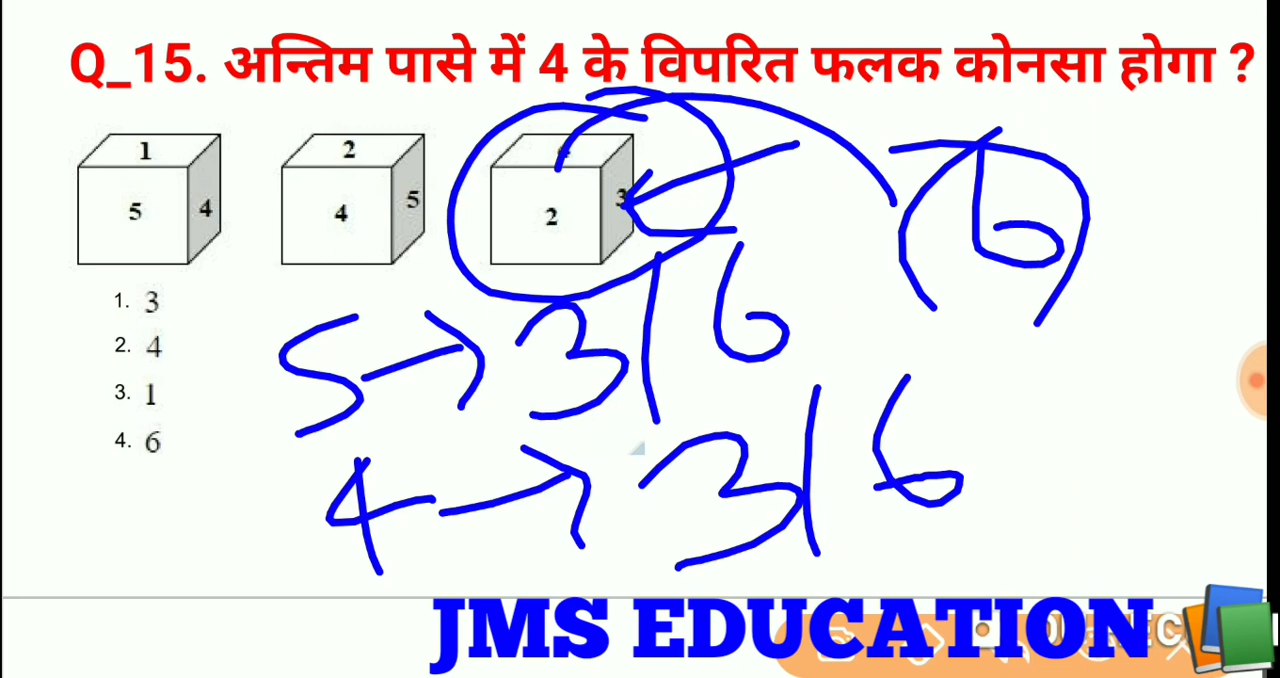 Q_15. अन्तिम पासे में 4 के विपरित फलक कोनसा होगा ?
1 2
5 4 4 5 2 3
1. 3
2. 4
3. 1
4. 6
6
5 → 3 | 6
4 → 3 | 6
JMS EDUCATION